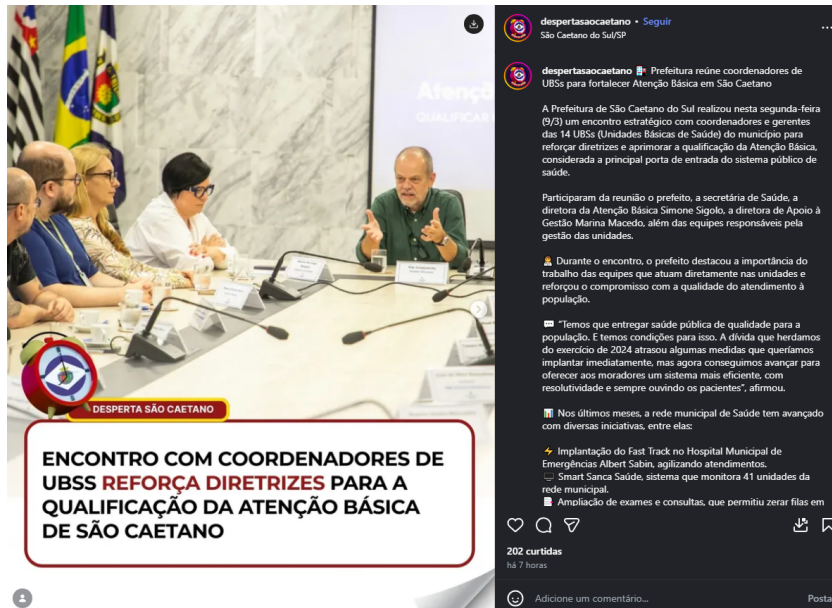 Atençã
QUALIFICAR
DESPERTA SÃO CAETANO
ENCONTRO COM COORDENADORES DE
UBSS REFORÇA DIRETRIZES PARA A
QUALIFICAÇÃO DA ATENÇÃO BÁSICA
DE SÃO CAETANO
despertasaocaetano • Seguir
São Caetano do Sul/SP
despertasaocaetano Prefeitura reúne coordenadores de
UBSs para fortalecer Atenção Básica em São Caetano
A Prefeitura de São Caetano do Sul realizou nesta segunda-feira
(9/3) um encontro estratégico com coordenadores e gerentes
das 14 UBSs (Unidades Básicas de Saúde) do município para
reforçar diretrizes e aprimorar a qualificação da Atenção Básica,
considerada a principal porta de entrada do sistema público de
saúde.
Participaram da reunião o prefeito, a secretária de Saúde, a
diretora da Atenção Básica Simone Sigolo, a diretora de Apoio à
Gestão Marina Macedo, além das equipes responsáveis pela
gestão das unidades.
Durante o encontro, o prefeito destacou a importância do
trabalho das equipes que atuam diretamente nas unidades e
reforçou o compromisso com a qualidade do atendimento à
população.
“Temos que entregar saúde pública de qualidade para a
população. E temos condições para isso. A dívida que herdamos
do exercício de 2024 atrasou algumas medidas que queríamos
implantar imediatamente, mas agora conseguimos avançar para
oferecer aos moradores um sistema mais eficiente, com
resolutividade e sempre ouvindo os pacientes”, afirmou.
Nos últimos meses, a rede municipal de Saúde tem avançado
com diversas iniciativas, entre elas:
Implantação do Fast Track no Hospital Municipal de
Emergências Albert Sabin, agilizando atendimentos.
Smart Sanca Saúde, sistema que monitora 41 unidades da
rede municipal.
Ampliação de exames e consultas, que permitiu zerar filas em
202 curtidas
há 7 horas
Adicione um comentário...
Posta